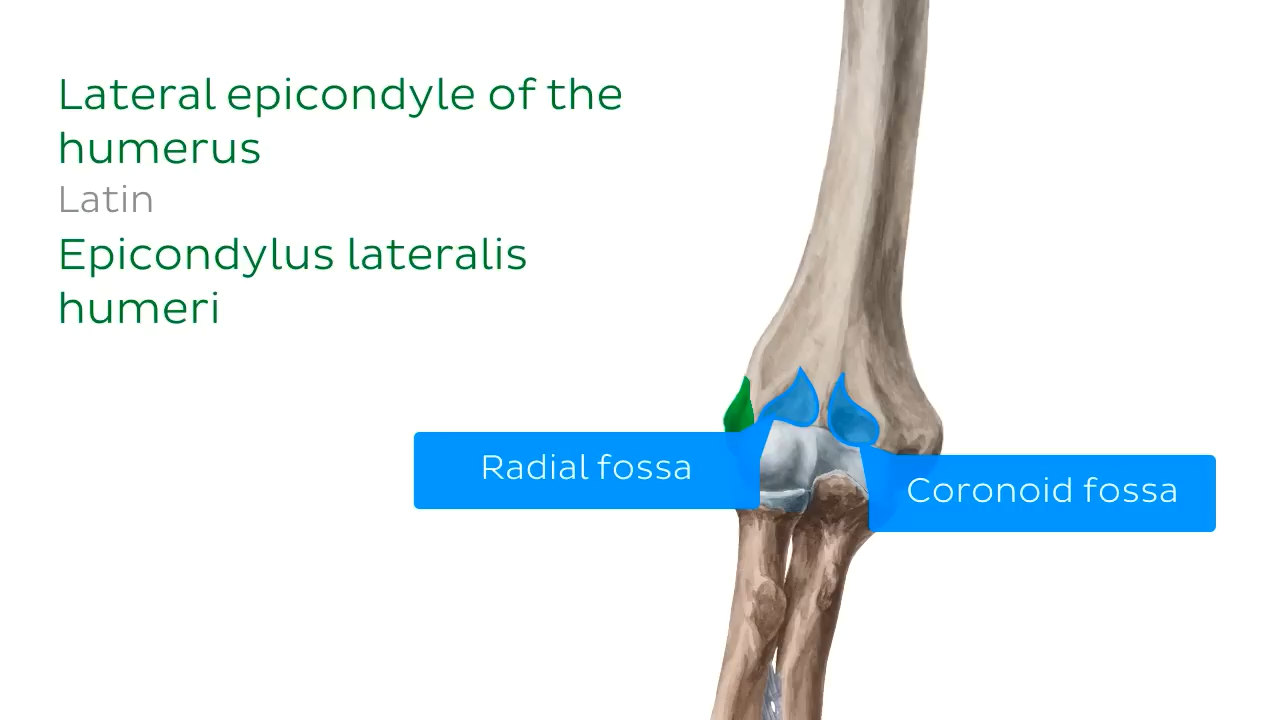 Lateral epicondyle of the
humerus
Latin
Epicondylus lateralis
humeri
Radial fossa
Coronoid fossa